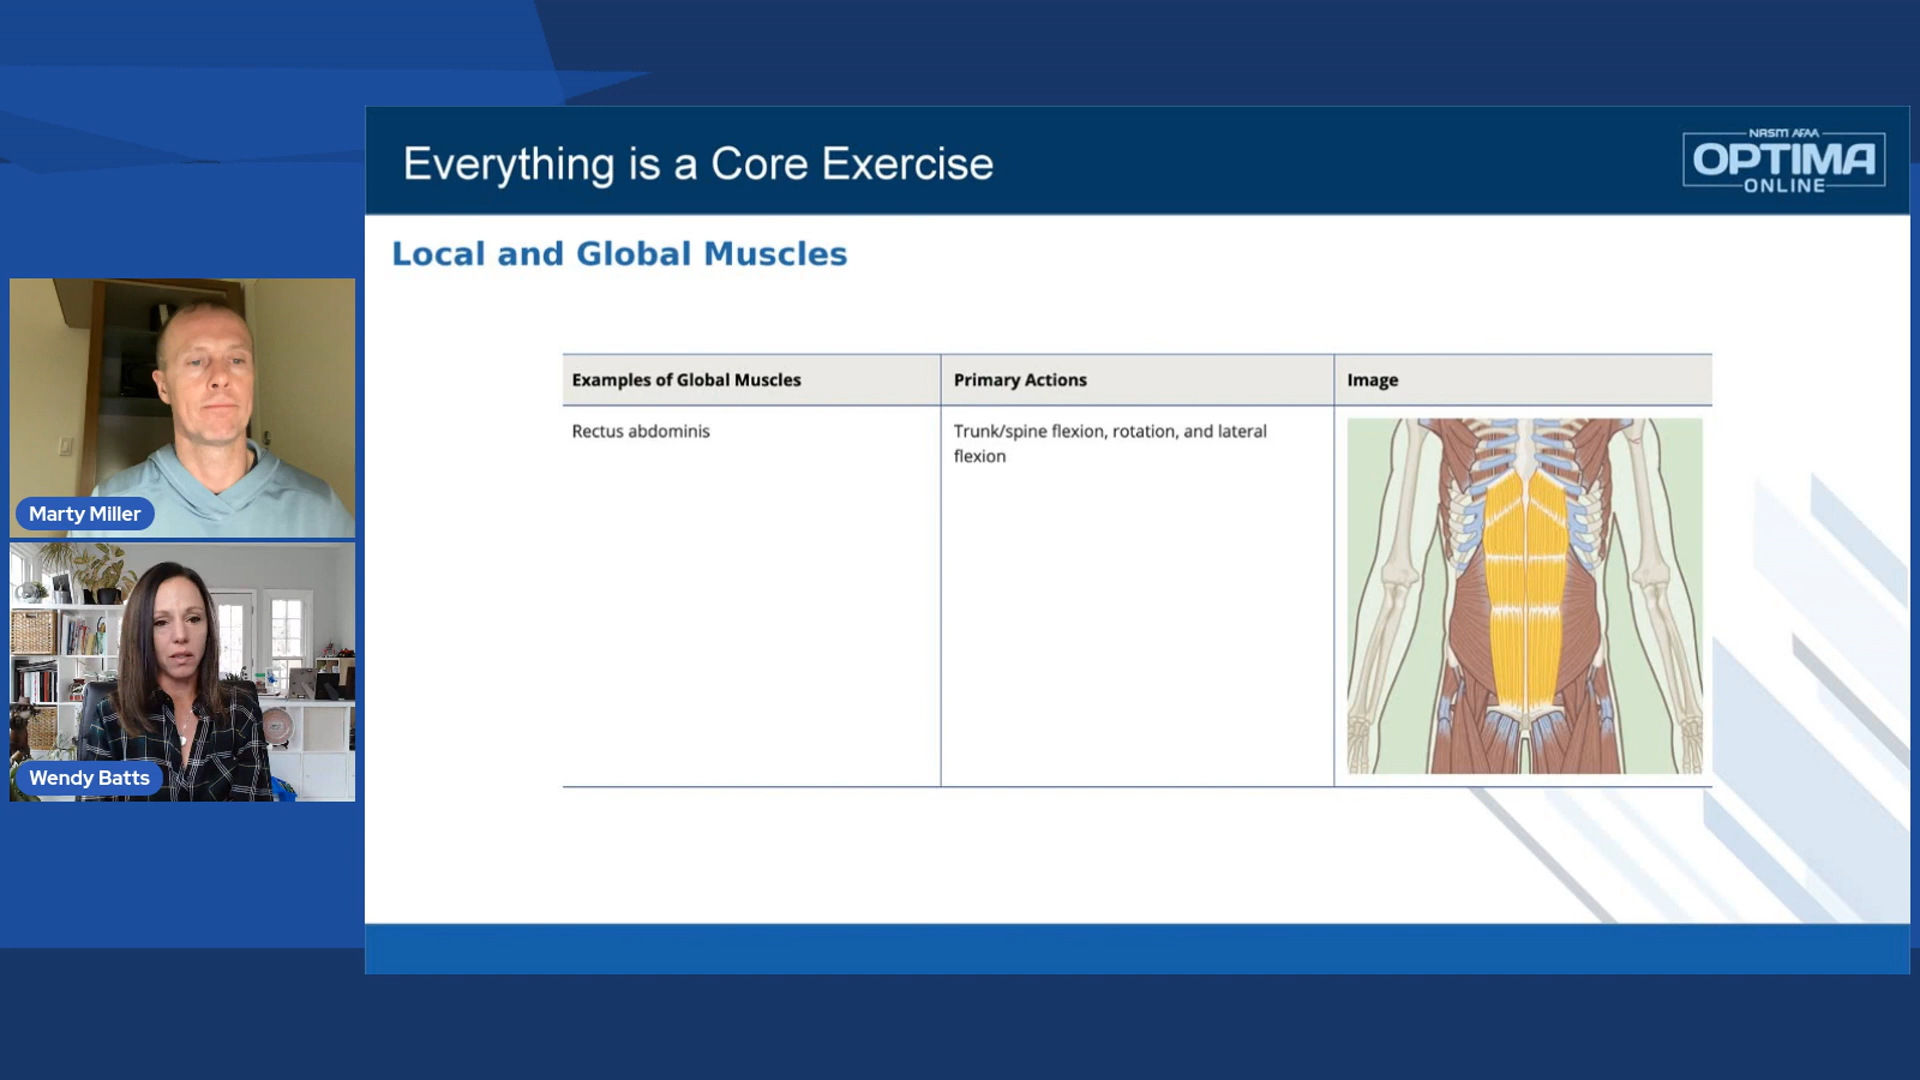 Everything is a Core Exercise
NASM AFAA
OPTIMA
ONLINE
Local and Global Muscles
Examples of Global Muscles
Primary Actions
Image
Rectus abdominis
Trunk/spine flexion, rotation, and lateral
flexion
Marty Miller
Wendy Batts